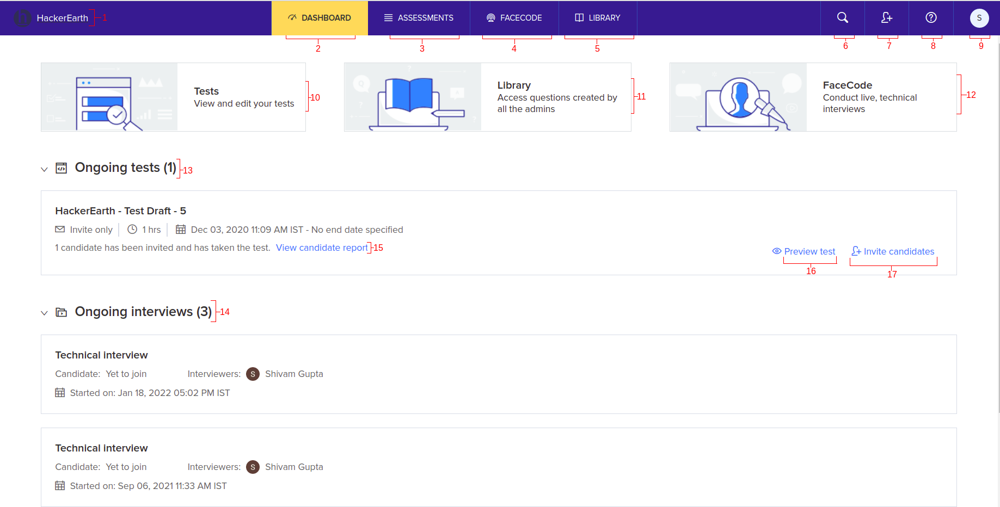 HackerEarth 1
DASHBOARD
ASSESSMENTS
FACECODE
LIBRARY
S
2
3
4
5
6
7
8
9
Tests
View and edit your tests
10
Library
Access questions created by
all the admins
11
FaceCode
Conduct live, technical
interviews
12
Ongoing tests (1)
13
HackerEarth - Test Draft - 5
Invite only
1 hrs
Dec 03, 2020 11:09 AM IST - No end date specified
1 candidate has been invited and has taken the test. View candidate report
15
Preview test
Invite candidates
16
17
Ongoing interviews (3)
14
Technical interview
Candidate: Yet to join Interviewers: S Shivam Gupta
Started on: Jan 18, 2022 05:02 PM IST
Technical interview
Candidate: Yet to join Interviewers: S Shivam Gupta
Started on: Sep 06, 2021 11:33 AM IST